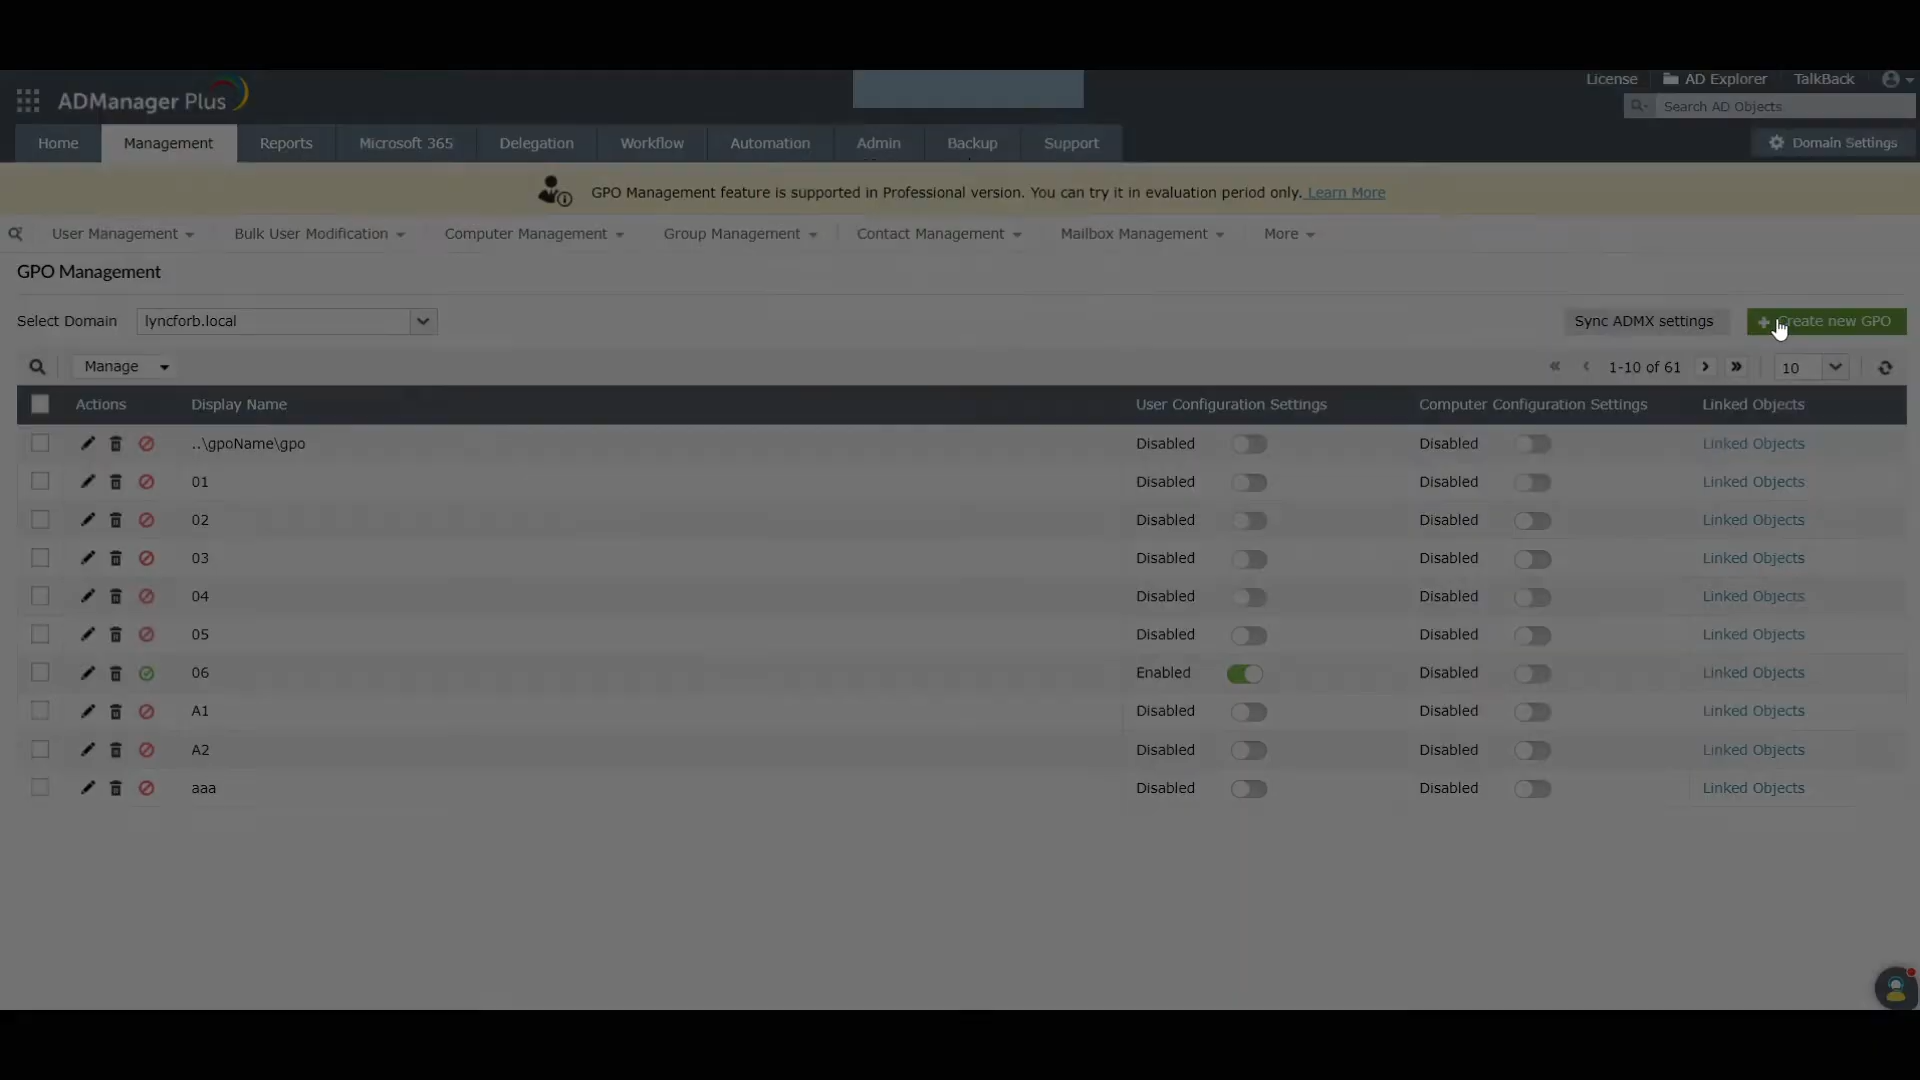 License AD Explorer TalkBack
ADManager Plus
Search AD Objects
Home Management Reports Microsoft 365 Delegation Workflow Automation Admin Backup Support Domain Settings
GPO Management feature is supported in Professional version. You can try it in evaluation period only. Learn More
User Management Bulk User Modification Computer Management Group Management Contact Management Mailbox Management More
GPO Management
Select Domain lyncforb.local Sync ADMX settings Create new GPO
Manage 1-10 of 61 10
Actions Display Name User Configuration Settings Computer Configuration Settings Linked Objects
..\gpoName\gpo Disabled Disabled Linked Objects
01 Disabled Disabled Linked Objects
02 Disabled Disabled Linked Objects
03 Disabled Disabled Linked Objects
04 Disabled Disabled Linked Objects
05 Disabled Disabled Linked Objects
06 Enabled Disabled Linked Objects
A1 Disabled Disabled Linked Objects
A2 Disabled Disabled Linked Objects
aaa Disabled Disabled Linked Objects